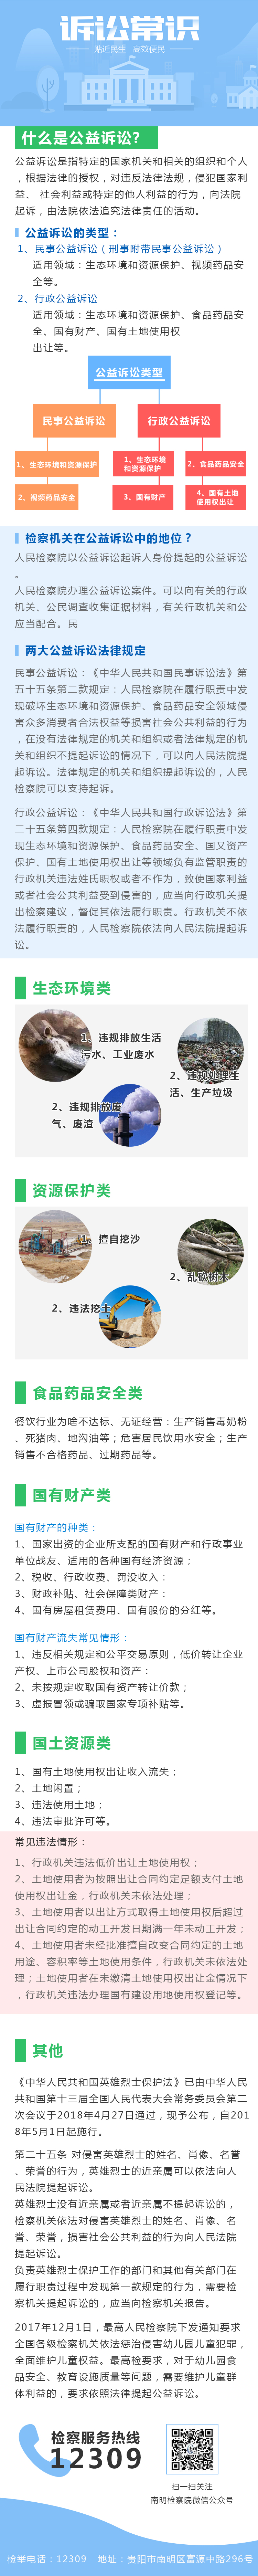 诉讼常识
贴近民生 高效便民
什么是公益诉讼?
公益诉讼是指特定的国家机关和相关的组织和个人
,根据法律的授权,对违反法律法规,侵犯国家利
益、 社会利益或特定的他人利益的行为,向法院
起诉,由法院依法追究法律责任的活动。
公益诉讼的类型:
1、民事公益诉讼(刑事附带民事公益诉讼)
适用领域:生态环境和资源保护、视频药品安
全等。
2、行政公益诉讼
适用领域:生态环境和资源保护、食品药品安
全、国有财产、国有土地使用权
出让等。
公益诉讼类型
民事公益诉讼
行政公益诉讼
1、生态环境和资源保护
1、生态环境
和资源保护
2、食品药品安全
2、视频药品安全
3、国有财产
4、国有土地
使用权出让
检察机关在公益诉讼中的地位?
人民检察院以公益诉讼起诉人身份提起的公益诉讼
。
人民检察院办理公益诉讼案件。可以向有关的行政
机关、公民调查收集证据材料,有关行政机关和公
应当配合。民
两大公益诉讼法律规定
民事公益诉讼:《中华人民共和国民事诉讼法》第
五十五条第二款规定:人民检察院在履行职责中发
现破坏生态环境和资源保护、食品药品安全领域侵
害众多消费者合法权益等损害社会公共利益的行为
,在没有法律规定的机关和组织或者法律规定的机
关和组织不提起诉讼的情况下,可以向人民法院提
起诉讼。法律规定的机关和组织提起诉讼的,人民
检察院可以支持起诉。
行政公益诉讼:《中华人民共和国行政诉讼法》第
二十五条第四款规定:人民检察院在履行职责中发
现生态环境和资源保护、食品药品安全、国又资产
保护、国有土地使用权出让等领域负有监管职责的
行政机关违法姓氏职权或者不作为,致使国家利益
或者社会公共利益受到侵害的,应当向行政机关提
出检察建议,督促其依法履行职责。行政机关不依
法履行职责的,人民检察院依法向人民法院提起诉
讼。
生态环境类
1、违规排放生活
污水、工业废水
2、违规处理生
活、生产垃圾
2、违规排放废
气、废渣
资源保护类
1、擅自挖沙
2、乱砍树木
2、违法挖土
食品药品安全类
餐饮行业为啥不达标、无证经营:生产销售毒奶粉
、死猪肉、地沟油等;危害居民饮用水安全;生产
销售不合格药品、过期药品等。
国有财产类
国有财产的种类:
1、国家出资的企业所支配的国有财产和行政事业
单位战友、适用的各种国有经济资源;
2、税收、行政收费、罚没收入:
3、财政补贴、社会保障类财产:
4、国有房屋租赁费用、国有股份的分红等。
国有财产流失常见情形:
1、违反相关规定和公平交易原则,低价转让企业
产权、上市公司股权和资产:
2、未按规定收取国有资产转让价款;
3、虚报冒领或骗取国家专项补贴等。
国土资源类
1、国有土地使用权出让收入流失;
2、土地闲置;
3、违法使用土地;
4、违法审批许可等。
常见违法情形:
1、行政机关违法低价出让土地使用权;
2、土地使用者为按照出让合同约定足额支付土地
使用权出让金,行政机关未依法处理;
3、土地使用者以出让方式取得土地使用权后超过
出让合同约定的动工开发日期满一年未动工开发;
4、土地使用者未经批准擅自改变合同约定的土地
用途、容积率等土地使用条件,行政机关未依法处
理;土地使用者在未缴清土地使用权出让金情况下
,行政机关违法办理国有建设用地使用权登记等。
其他
《中华人民共和国英雄烈士保护法》已由中华人民
共和国第十三届全国人民代表大会常务委员会第二
次会议于2018年4月27日通过,现予公布,自201
8年5月1日起施行。
第二十五条 对侵害英雄烈士的姓名、肖像、名誉
、荣誉的行为,英雄烈士的近亲属可以依法向人
民法院提起诉讼。
英雄烈士没有近亲属或者近亲属不提起诉讼的,
检察机关依法对侵害英雄烈士的姓名、肖像、名
誉、荣誉,损害社会公共利益的行为向人民法院
提起诉讼。
负责英雄烈士保护工作的部门和其他有关部门在
履行职责过程中发现第一款规定的行为,需要检
察机关提起诉讼的,应当向检察机关报告。
2017年12月1日,最高人民检察院下发通知要求
全国各级检察机关依法惩治侵害幼儿园儿童犯罪,
全面维护儿童权益。最高检要求,对于幼儿园食
品安全、教育设施质量等问题,需要维护儿童群
体利益的,要求依照法律提起公益诉讼。
检察服务热线
12309
扫一扫关注
南明检察院微信公众号
检举电话:12309 地址:贵阳市南明区富源中路296号